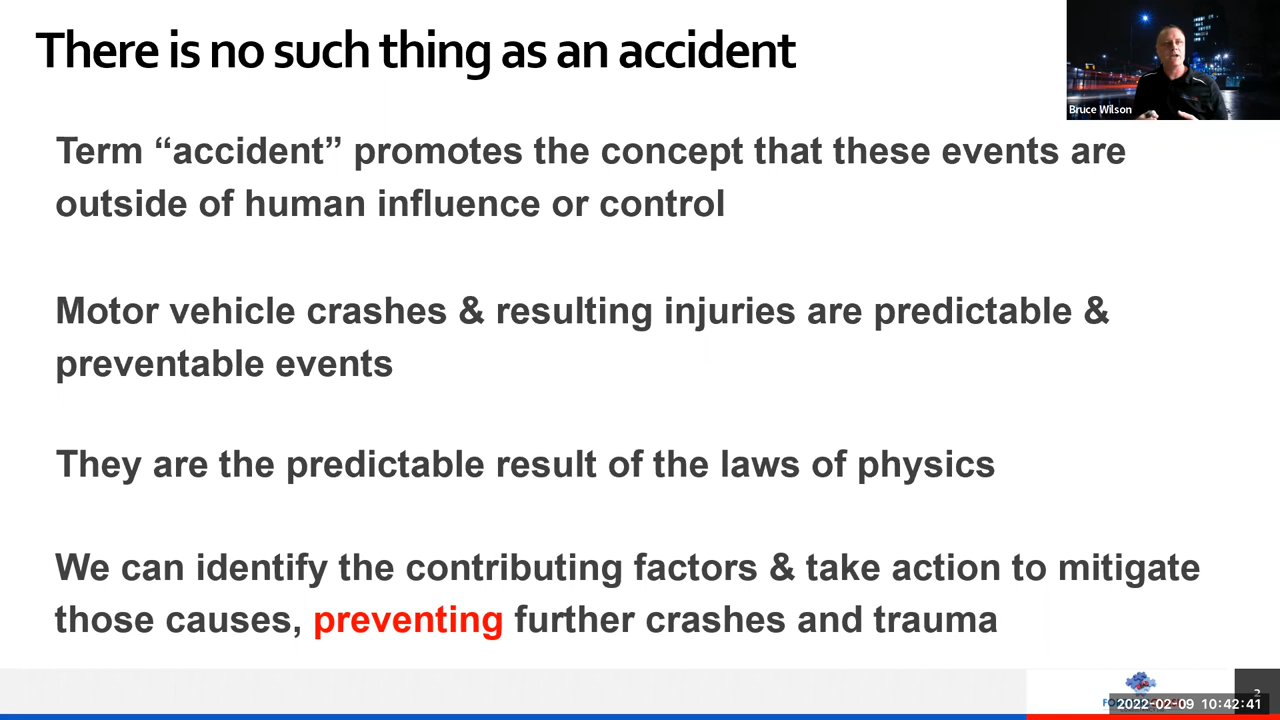 There is no such thing as an accident
Bruce Wilson
Term “accident” promotes the concept that these events are
outside of human influence or control
Motor vehicle crashes & resulting injuries are predictable &
preventable events
They are the predictable result of the laws of physics
We can identify the contributing factors & take action to mitigate
those causes, preventing further crashes and trauma
2
2022-02-09 10:42:41